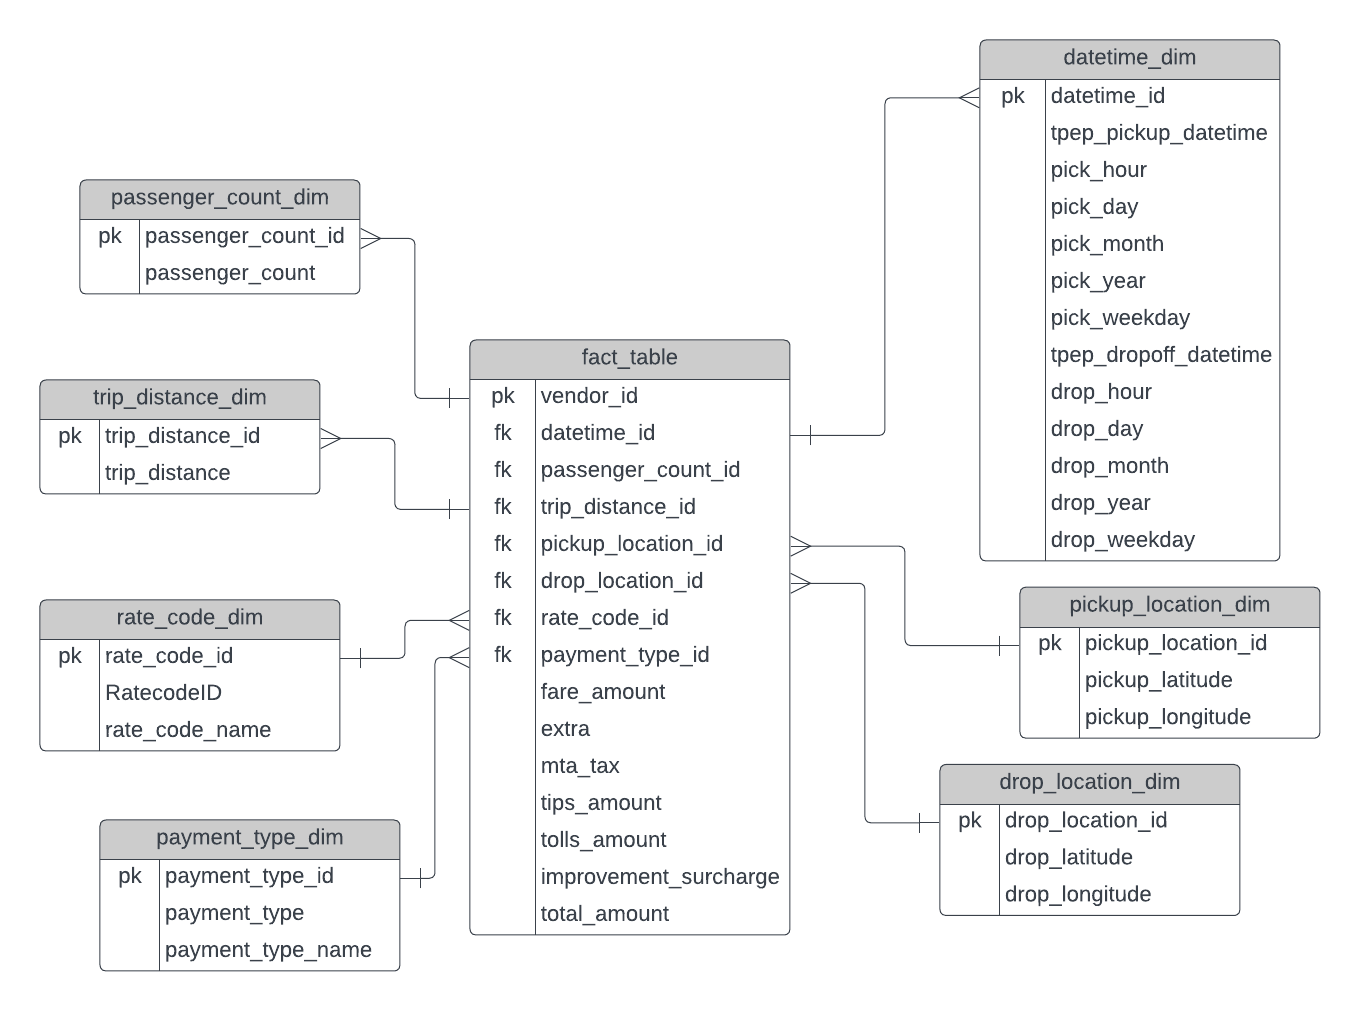 datetime_dim
pk datetime_id
tpep_pickup_datetime
pick_hour
pick_day
pick_month
pick_year
pick_weekday
tpep_dropoff_datetime
drop_hour
drop_day
drop_month
drop_year
drop_weekday
passenger_count_dim
pk passenger_count_id
passenger_count
trip_distance_dim
pk trip_distance_id
trip_distance
fact_table
pk vendor_id
fk datetime_id
fk passenger_count_id
fk trip_distance_id
fk pickup_location_id
fk drop_location_id
fk rate_code_id
fk payment_type_id
fare_amount
extra
mta_tax
tips_amount
tolls_amount
improvement_surcharge
total_amount
rate_code_dim
pk rate_code_id
RatecodeID
rate_code_name
pickup_location_dim
pk pickup_location_id
pickup_latitude
pickup_longitude
drop_location_dim
pk drop_location_id
drop_latitude
drop_longitude
payment_type_dim
pk payment_type_id
payment_type
payment_type_name